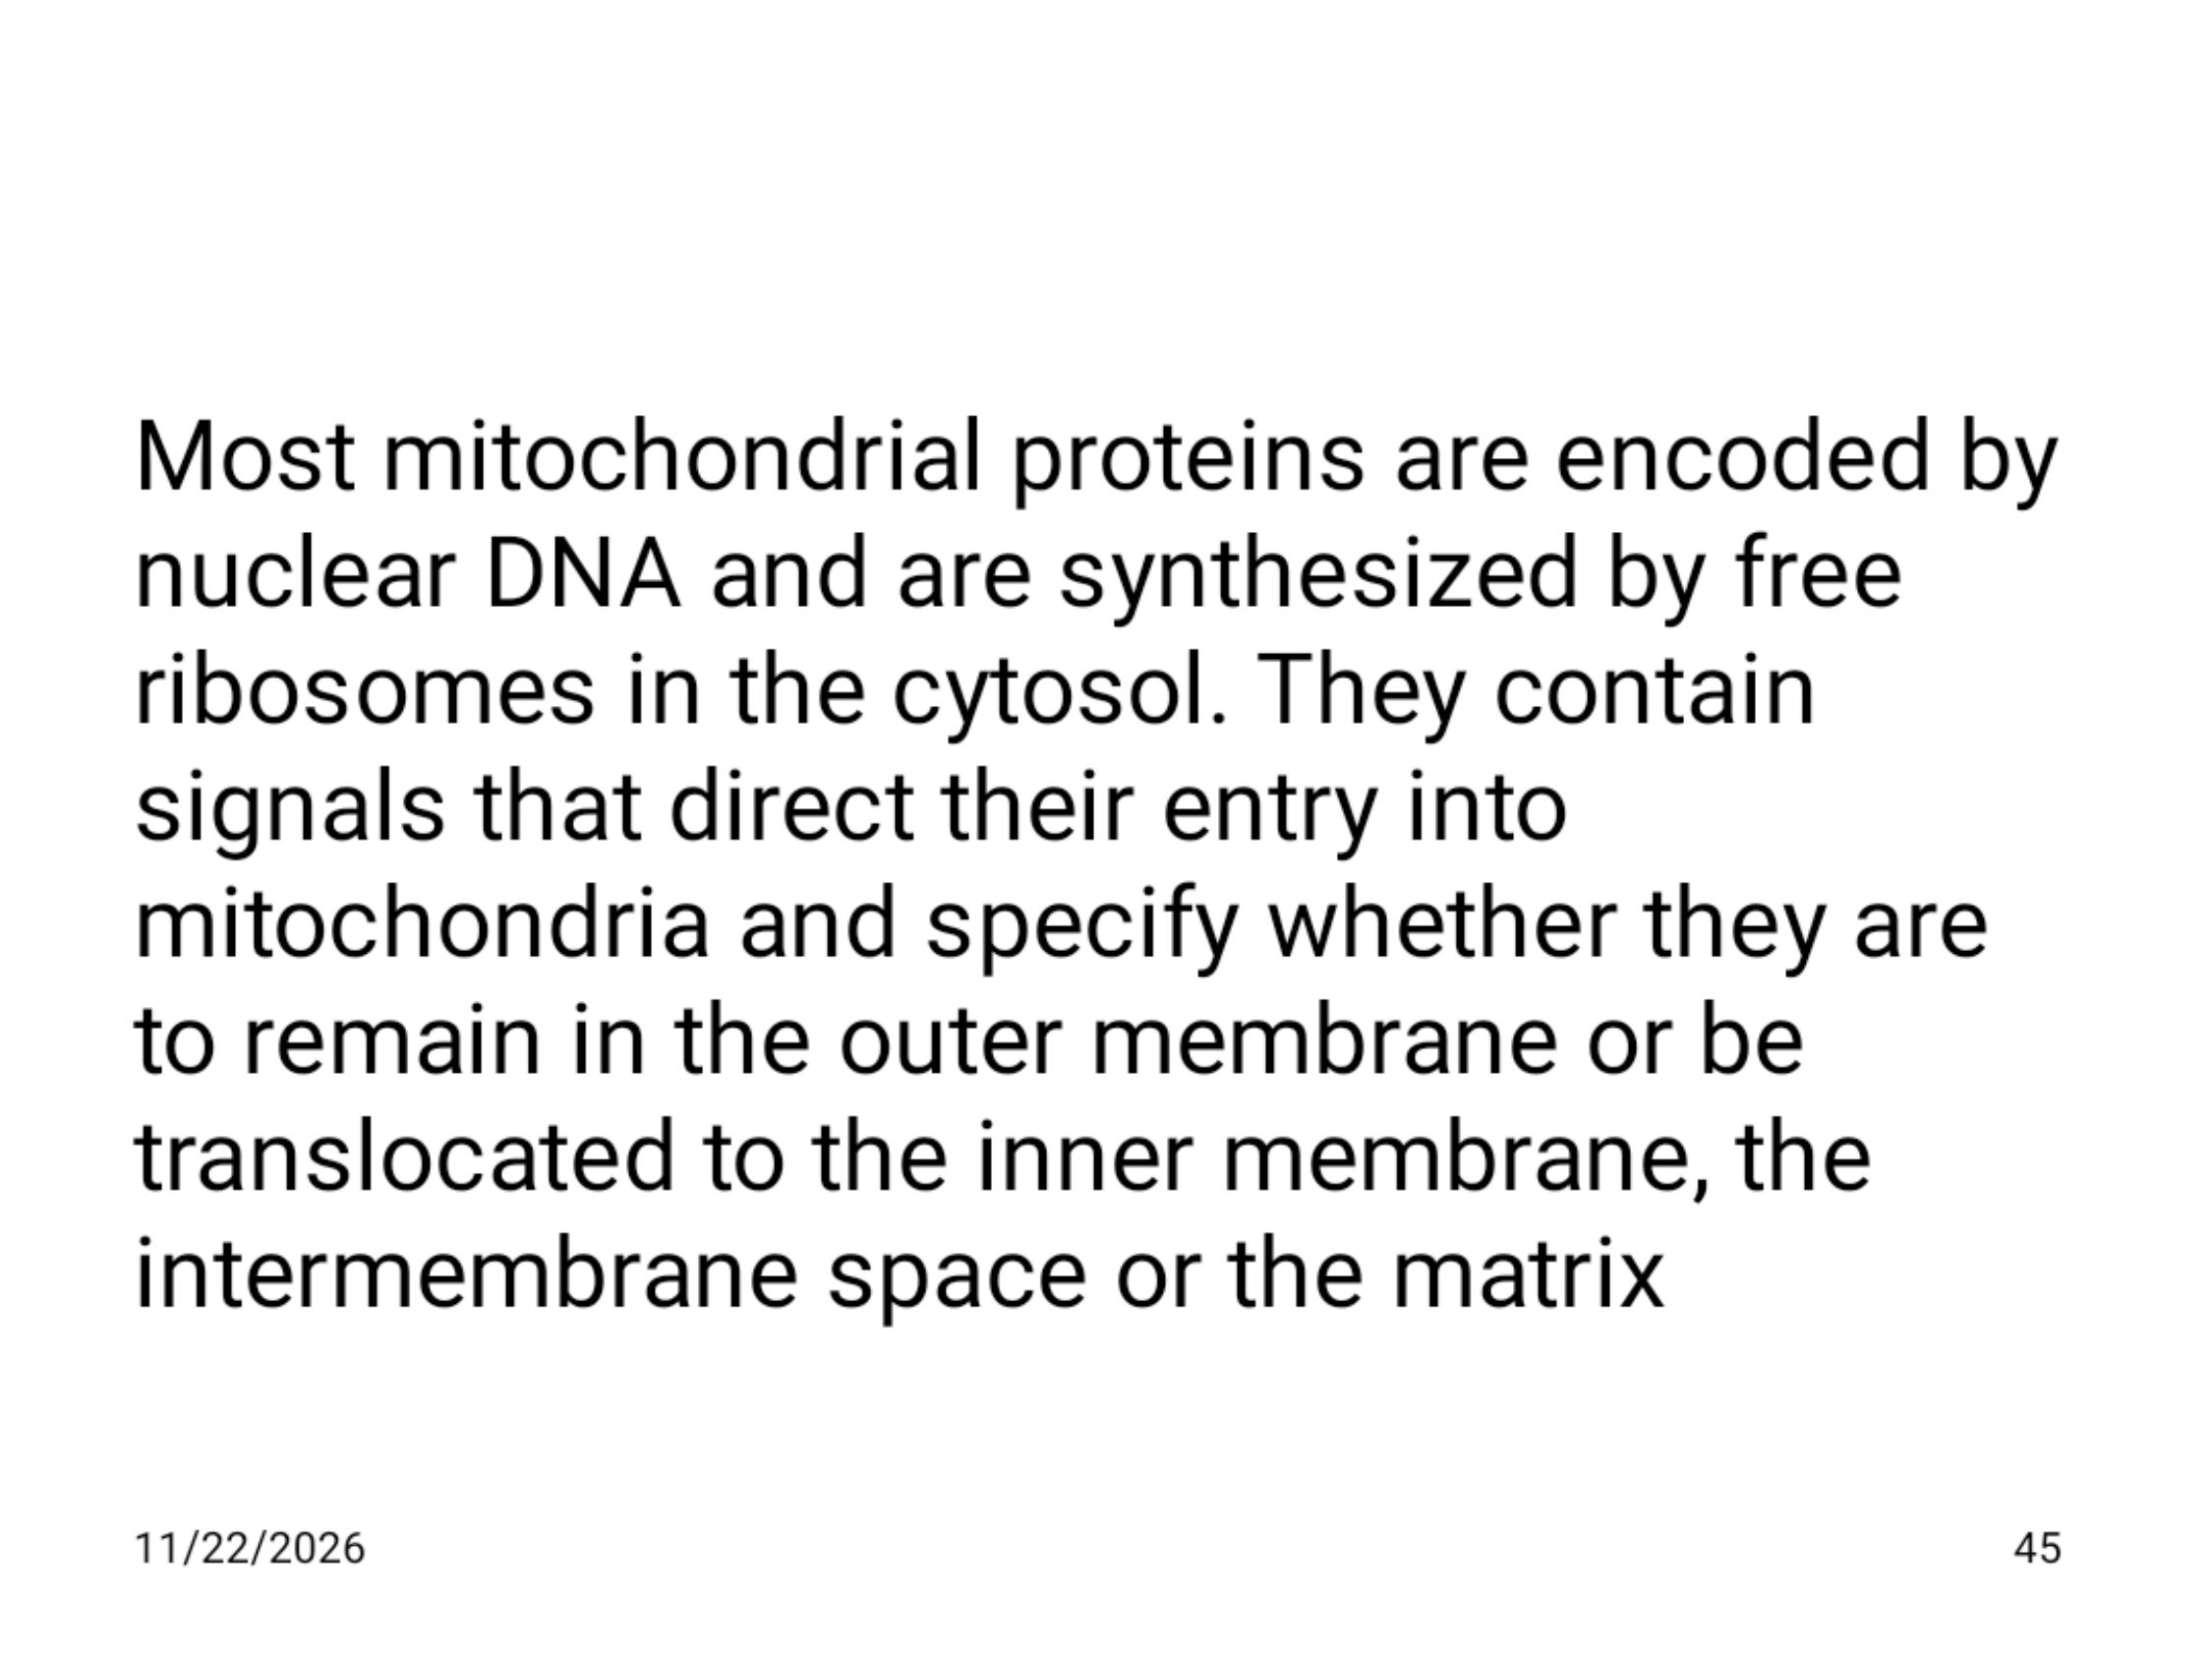 Most mitochondrial proteins are encoded by
nuclear DNA and are synthesized by free
ribosomes in the cytosol. They contain
signals that direct their entry into
mitochondria and specify whether they are
to remain in the outer membrane or be
translocated to the inner membrane, the
intermembrane space or the matrix
11/22/2026
45